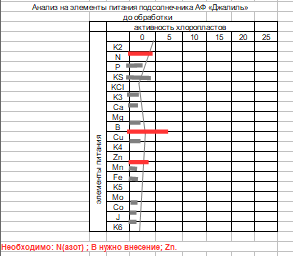 Анализ на элементы питания подсолнечника АФ «Джалиль»
до обработки
активность хлоропластов
0 5 10 15 20 25
элементы питания
K2
N
P
KS
KCl
K3
Ca
Mg
B
Cu
K4
Zn
Mn
Fe
K5
Mo
Co
J
K6
Необходимо: N(азот) ; В нужно внесение; Zn.